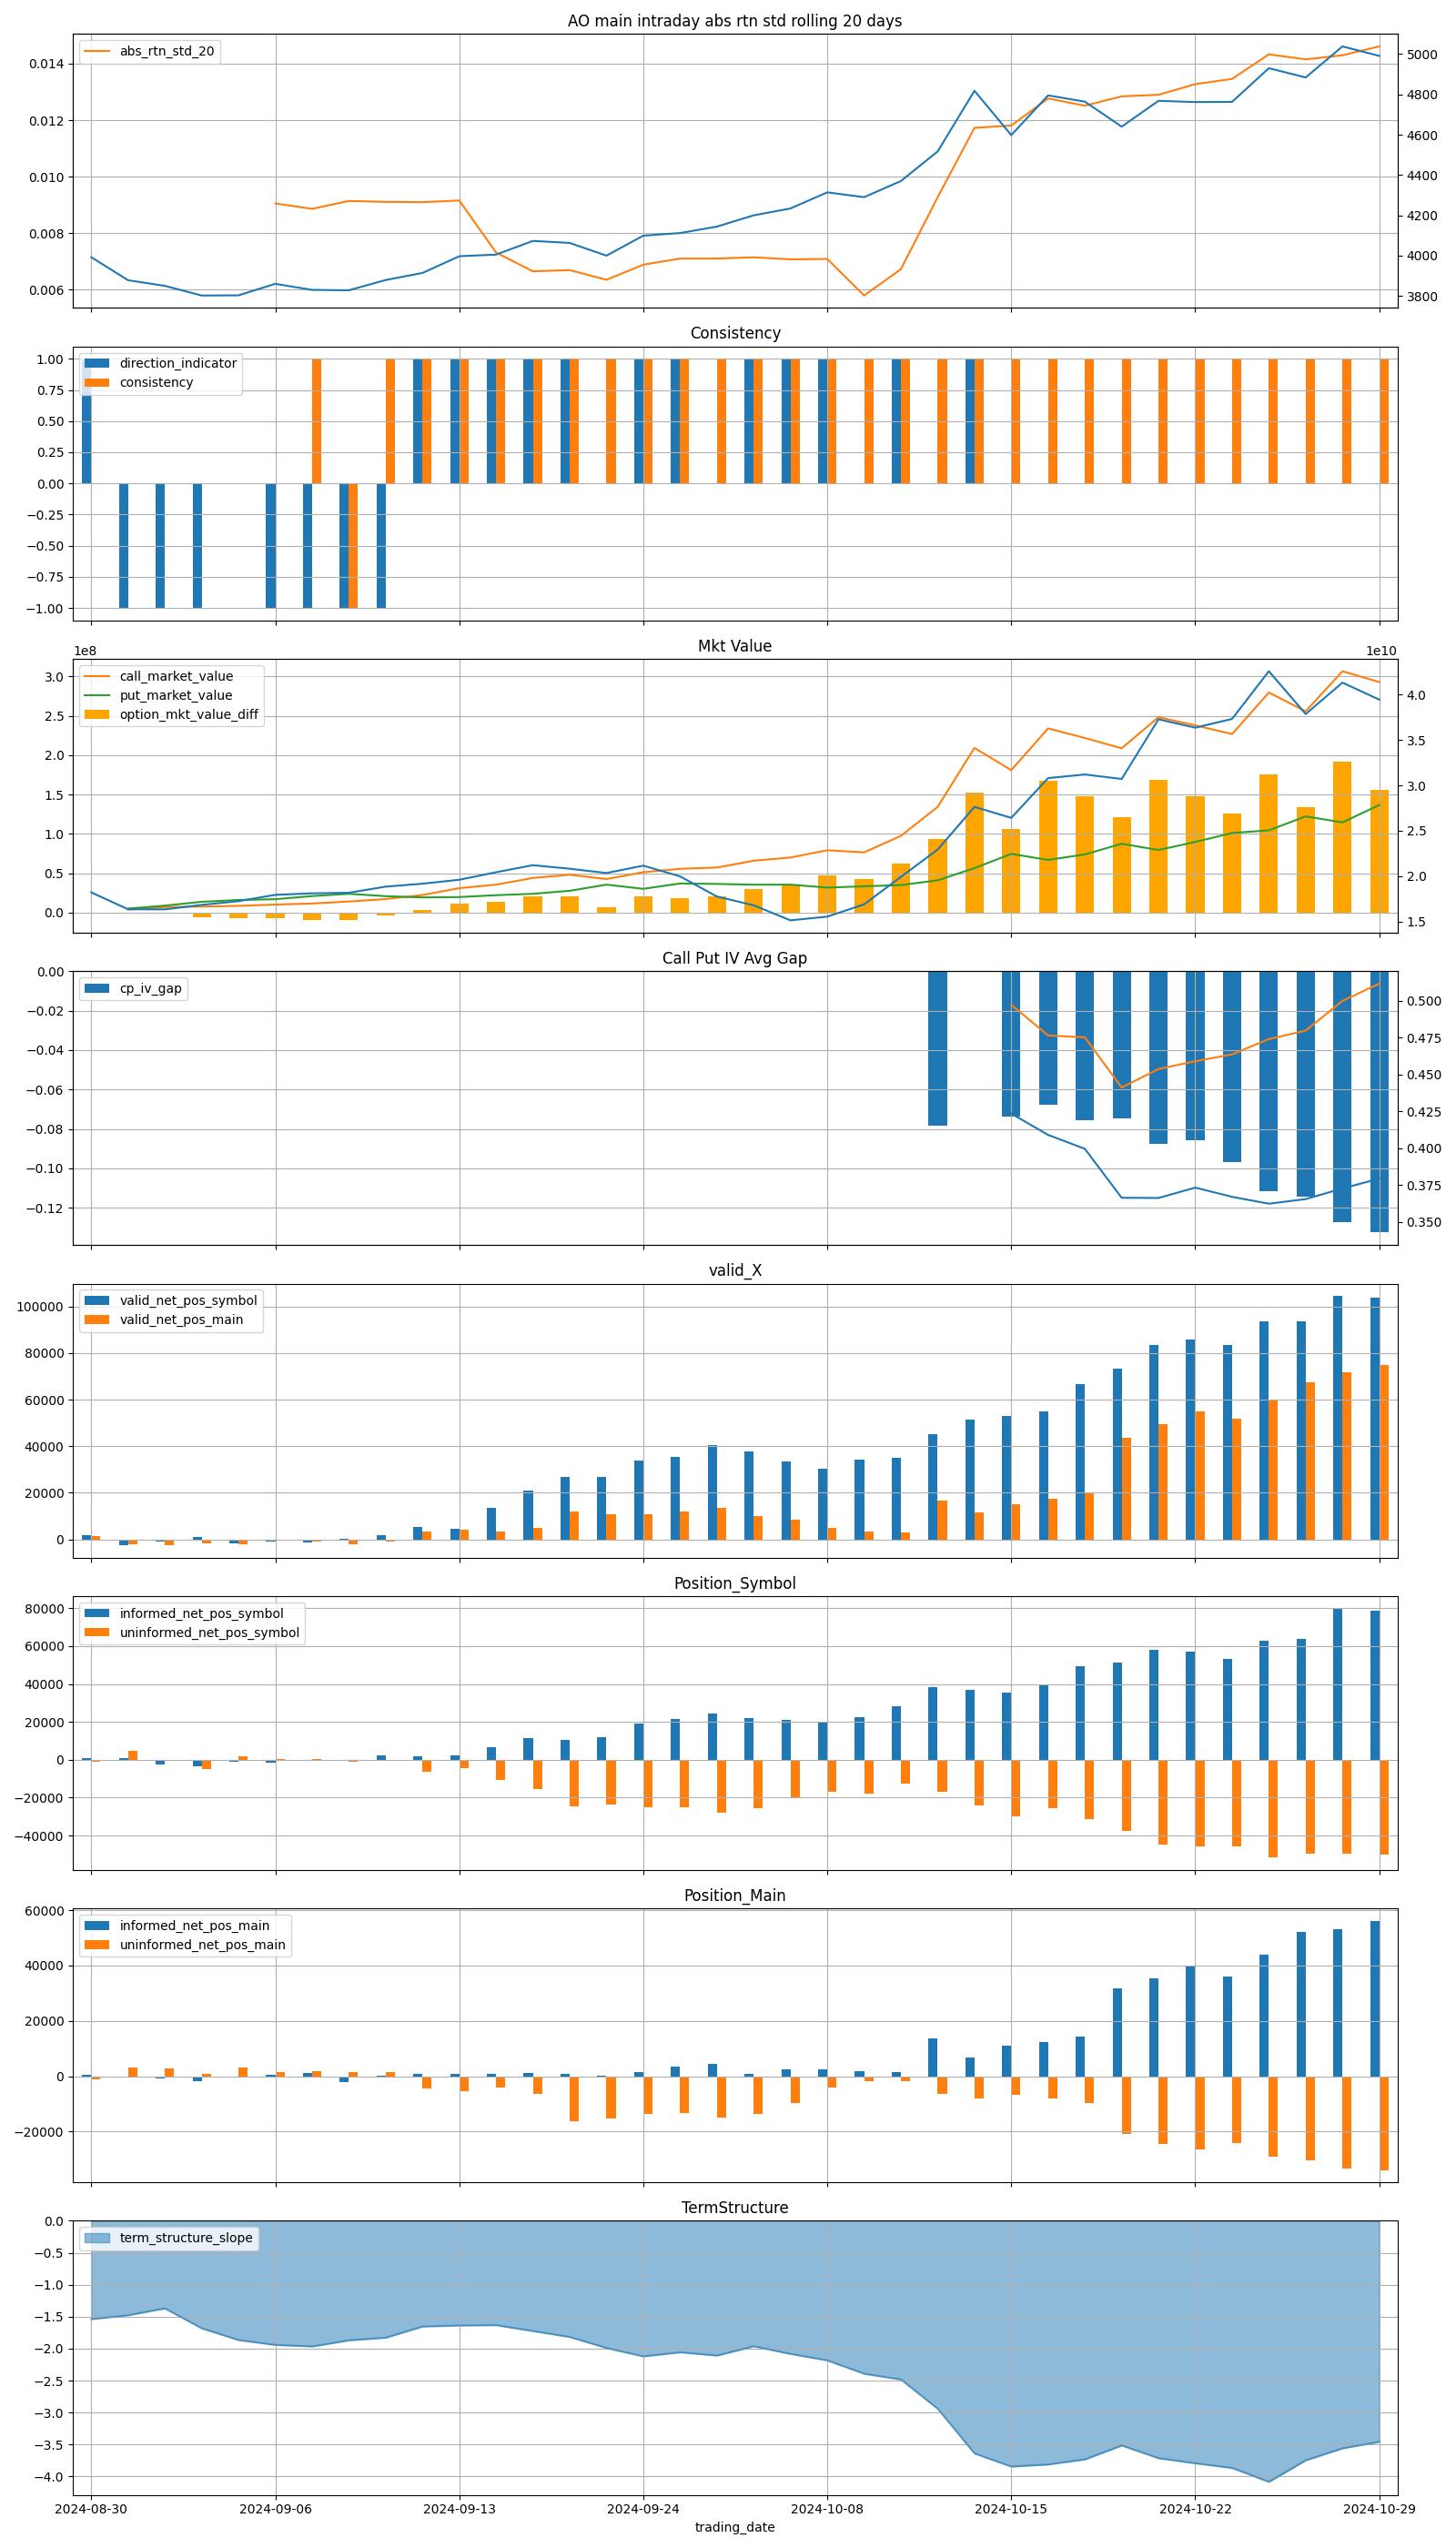 AO main intraday abs rtn std rolling 20 days
abs_rtn_std_20
0.014
0.012
0.010
0.008
0.006
5000
4800
4600
4400
4200
4000
3800
Consistency
direction_indicator
consistency
1.00
0.75
0.50
0.25
0.00
−0.25
−0.50
−0.75
−1.00
Mkt Value
1e8
1e10
call_market_value
put_market_value
option_mkt_value_diff
3.0
2.5
2.0
1.5
1.0
0.5
0.0
4.0
3.5
3.0
2.5
2.0
1.5
Call Put IV Avg Gap
cp_iv_gap
0.00
−0.02
−0.04
−0.06
−0.08
−0.10
−0.12
0.500
0.475
0.450
0.425
0.400
0.375
0.350
valid_X
valid_net_pos_symbol
valid_net_pos_main
100000
80000
60000
40000
20000
0
Position_Symbol
informed_net_pos_symbol
uninformed_net_pos_symbol
80000
60000
40000
20000
0
−20000
−40000
Position_Main
informed_net_pos_main
uninformed_net_pos_main
60000
40000
20000
0
−20000
TermStructure
term_structure_slope
0.0
−0.5
−1.0
−1.5
−2.0
−2.5
−3.0
−3.5
−4.0
2024-08-30 2024-09-06 2024-09-13 2024-09-24 2024-10-08 2024-10-15 2024-10-22 2024-10-29
trading_date